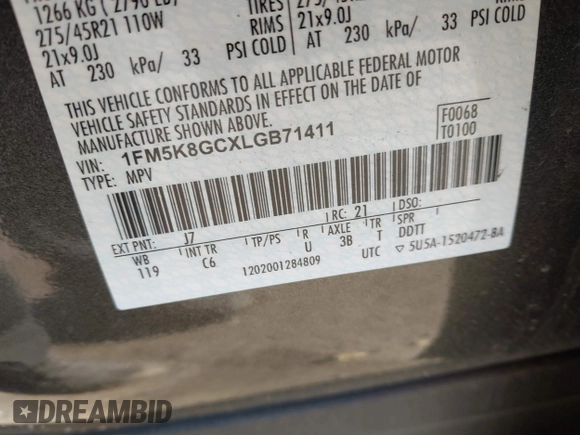 1266 KG ( 2790 LB)
275/45R21 110W
RIMS
21x9.0J
21x9.0J
RIMS
AT 230 kPa/ 33 PSI COLD
AT 230 kPa/ 33 PSI COLD
THIS VEHICLE CONFORMS TO ALL APPLICABLE FEDERAL MOTOR
VEHICLE SAFETY STANDARDS IN EFFECT ON THE DATE OF
MANUFACTURE SHOWN ABOVE.
VIN: 1FM5K8GCXLGB71411
F0068
TYPE: MPV
T0100
EXT PNT: J7 RC: 21 DSO:
WB INT TR TP/PS R AXLE TR SPR
119 C6 U 3B T DDTT
1202001284809 UTC ▽ 5U5A-1520472-BA
DREAMBID